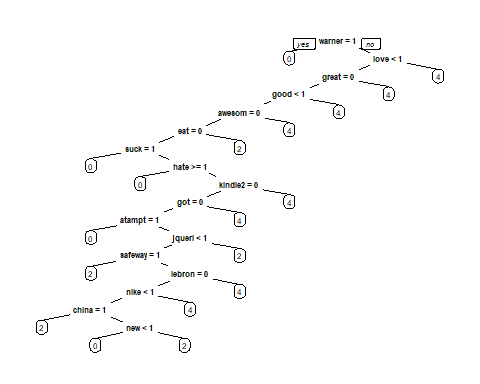 yes warner = 1 no
0 love < 1
great = 0 4
good < 1 4
awesom = 0 4
eat = 0 4
suck = 1 2
0 hate >= 1
0 kindle2 = 0
got = 0 4
atampt = 1 4
0 jqueri < 1
safeway = 1 2
2 lebron = 0
nike < 1 4
china = 1 4
2 new < 1
0 2